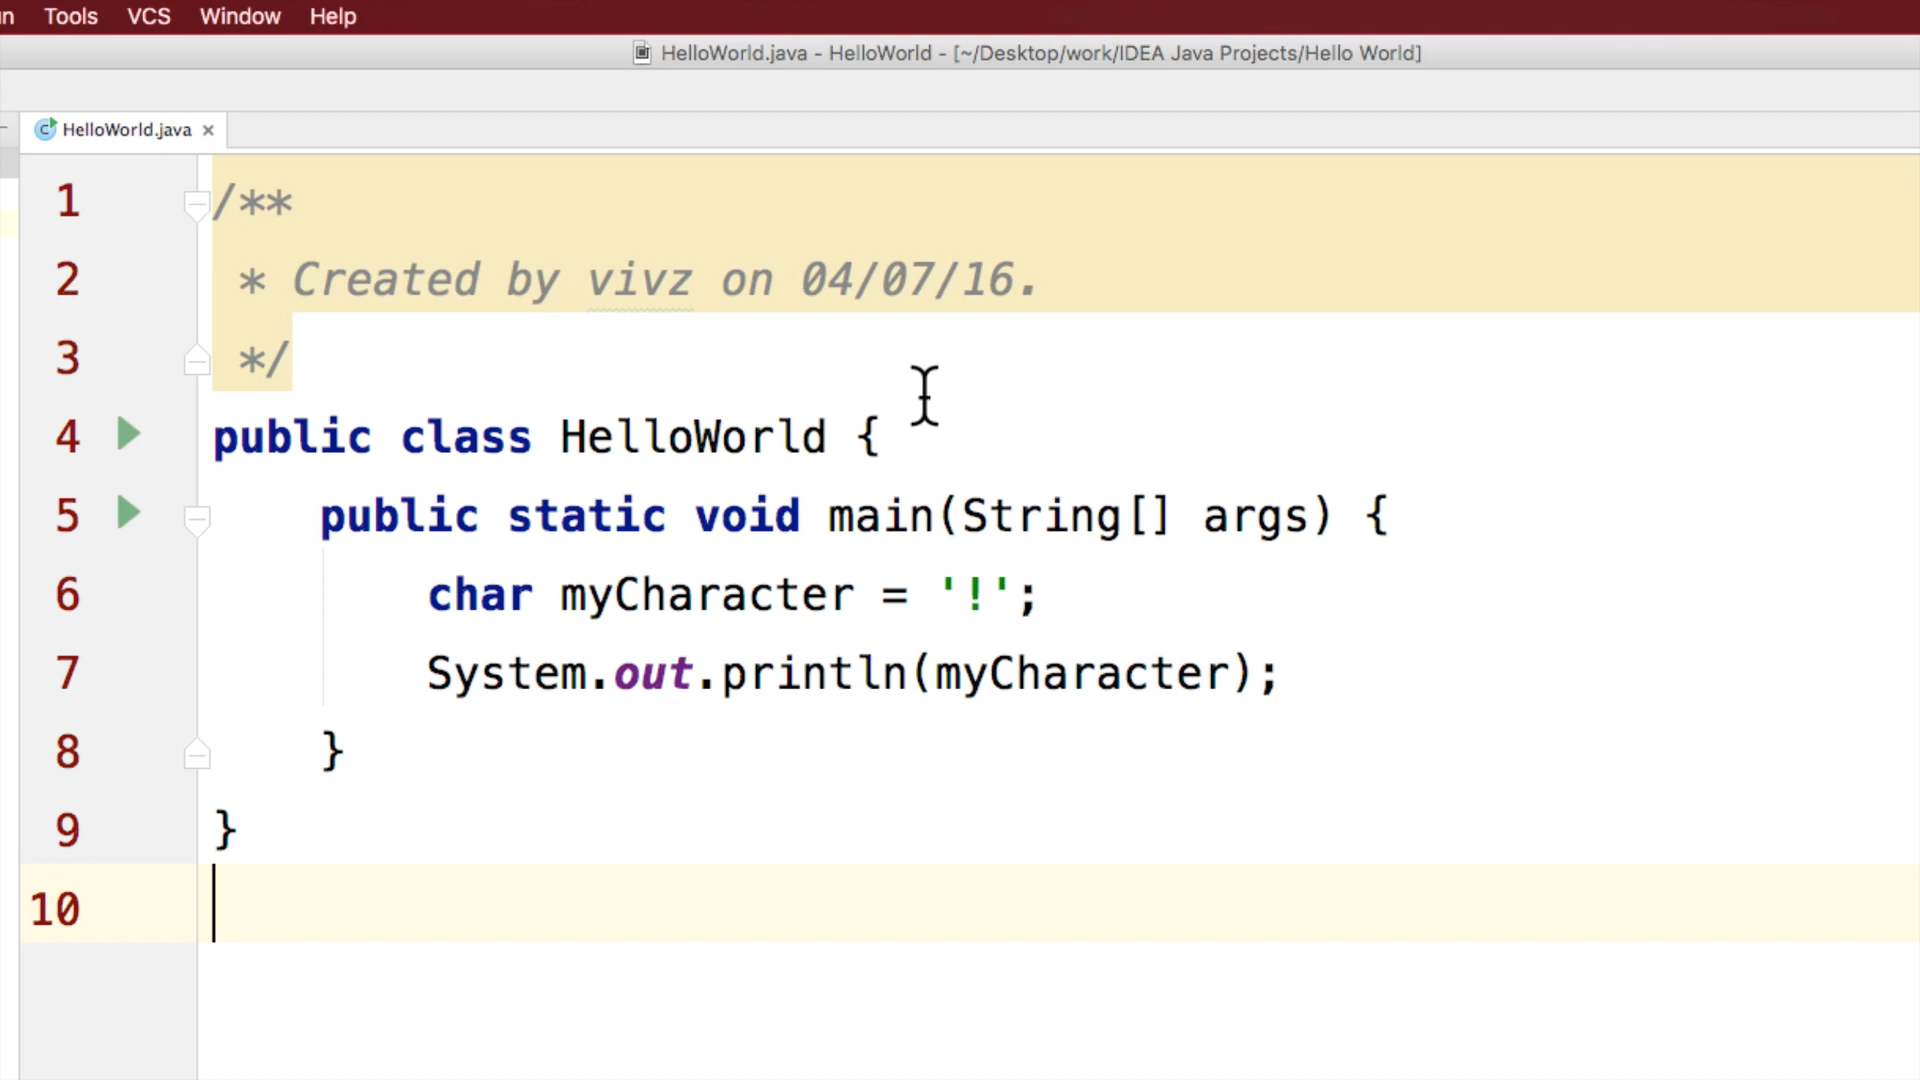 Tools VCS Window Help
HelloWorld.java - HelloWorld - [~/Desktop/work/IDEA Java Projects/Hello World]
HelloWorld.java
1 /**
2 * Created by vivz on 04/07/16.
3 */
4 public class HelloWorld {
5 public static void main(String[] args) {
6 char myCharacter = '!';
7 System.out.println(myCharacter);
8 }
9 }
10